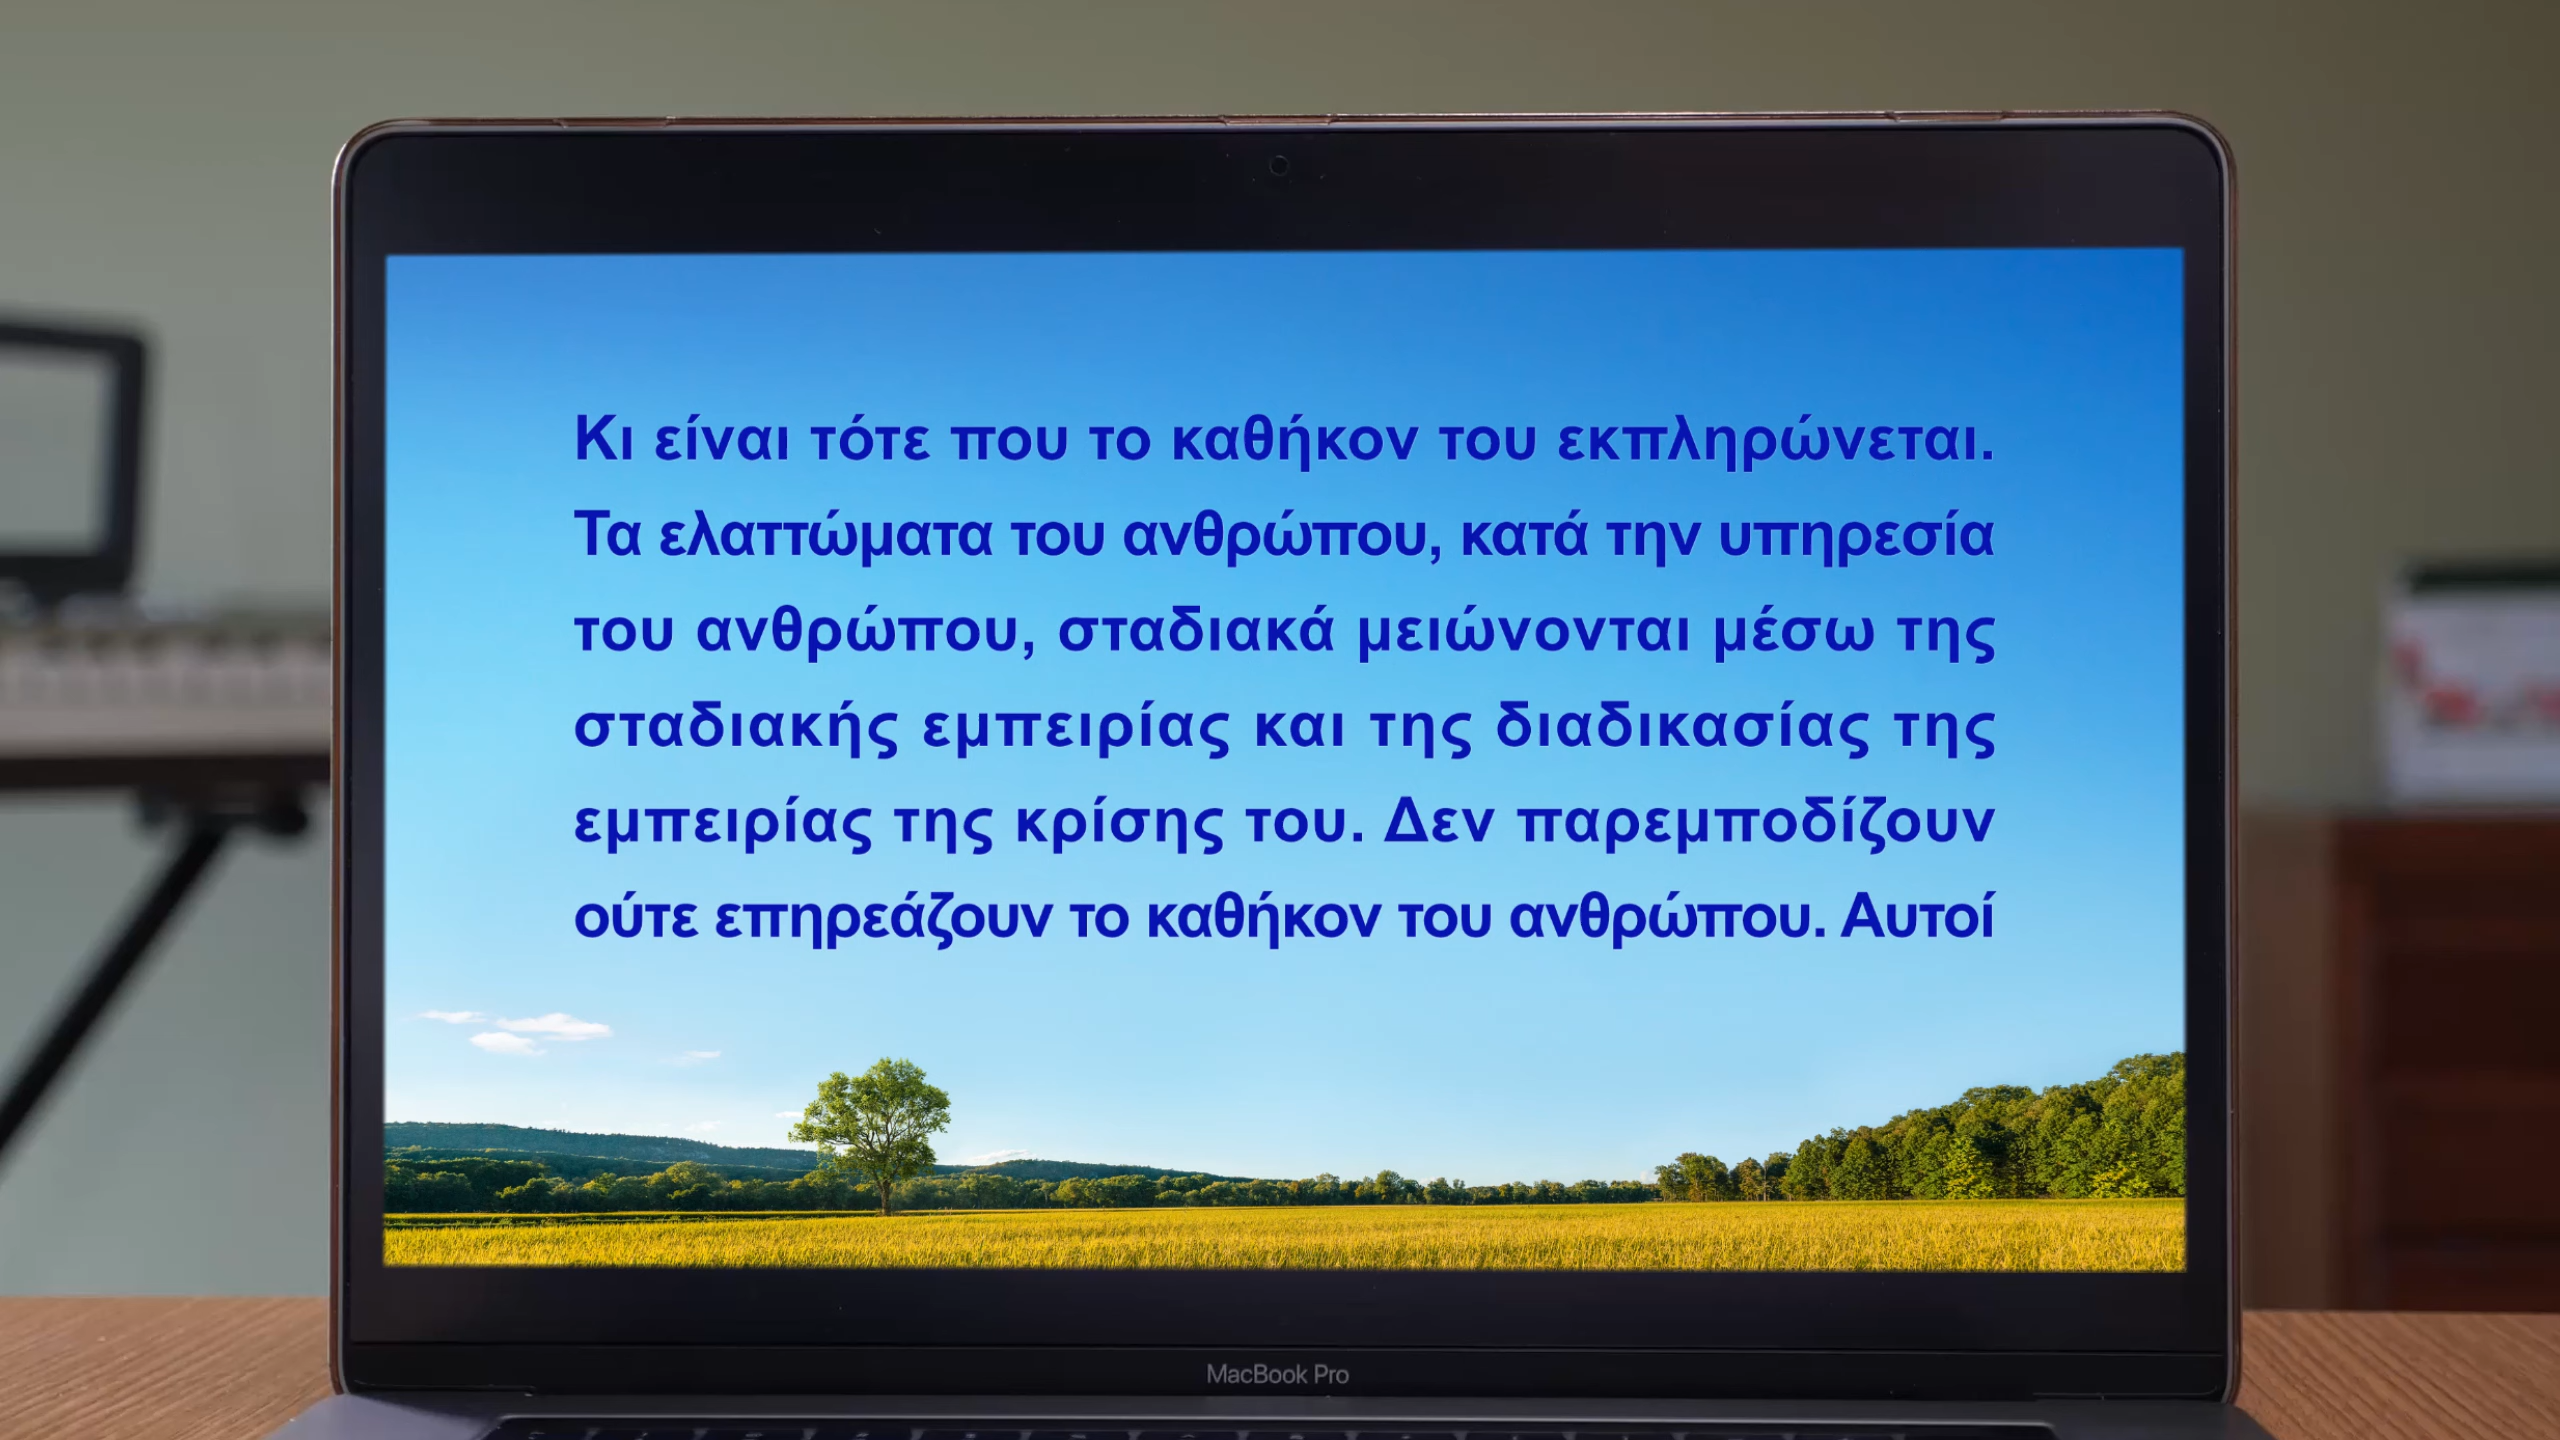 Κι είναι τότε που το καθήκον του εκπληρώνεται.
Τα ελαττώματα του ανθρώπου, κατά την υπηρεσία
του ανθρώπου, σταδιακά μειώνονται μέσω της
σταδιακής εμπειρίας και της διαδικασίας της
εμπειρίας της κρίσης του. Δεν παρεμποδίζουν
ούτε επηρεάζουν το καθήκον του ανθρώπου. Αυτοί
MacBook Pro